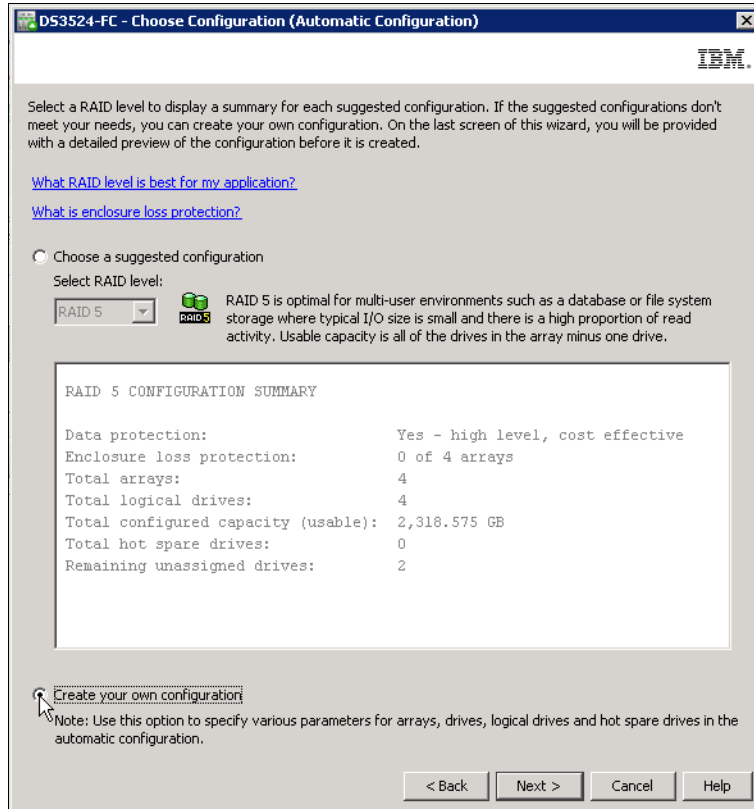 DS3524-FC - Choose Configuration (Automatic Configuration)
IBM.
Select a RAID level to display a summary for each suggested configuration. If the suggested configurations don't
meet your needs, you can create your own configuration. On the last screen of this wizard, you will be provided
with a detailed preview of the configuration before it is created.
What RAID level is best for my application?
What is enclosure loss protection?
Choose a suggested configuration
Select RAID level:
RAID 5
RAID 5
RAID 5 is optimal for multi-user environments such as a database or file system
storage where typical I/O size is small and there is a high proportion of read
activity. Usable capacity is all of the drives in the array minus one drive.
RAID 5 CONFIGURATION SUMMARY
Data protection: Yes - high level, cost effective
Enclosure loss protection: 0 of 4 arrays
Total arrays: 4
Total logical drives: 4
Total configured capacity (usable): 2,318.575 GB
Total hot spare drives: 0
Remaining unassigned drives: 2
Create your own configuration
Note: Use this option to specify various parameters for arrays, drives, logical drives and hot spare drives in the
automatic configuration.
< Back Next > Cancel Help